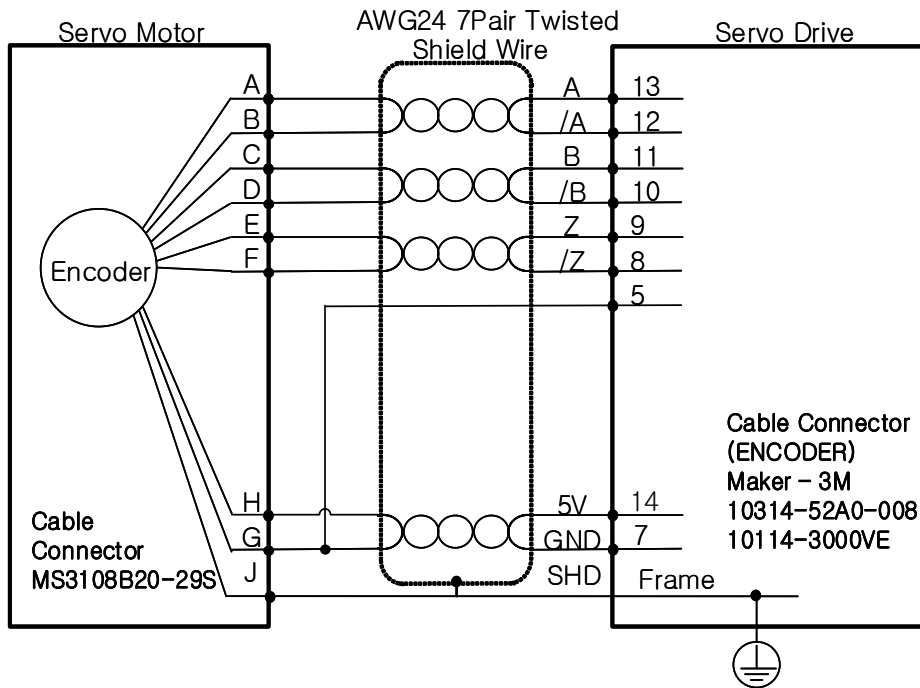 Servo Motor
AWG24 7Pair Twisted
Shield Wire
Servo Drive
A
A
13
B
/A
12
C
B
11
D
/B
10
E
Z
9
F
/Z
8
5
Encoder
H
5V
14
G
GND
7
J
SHD
Frame
Cable
Connector
MS3108B20-29S
Cable Connector
(ENCODER)
Maker - 3M
10314-52A0-008
10114-3000VE